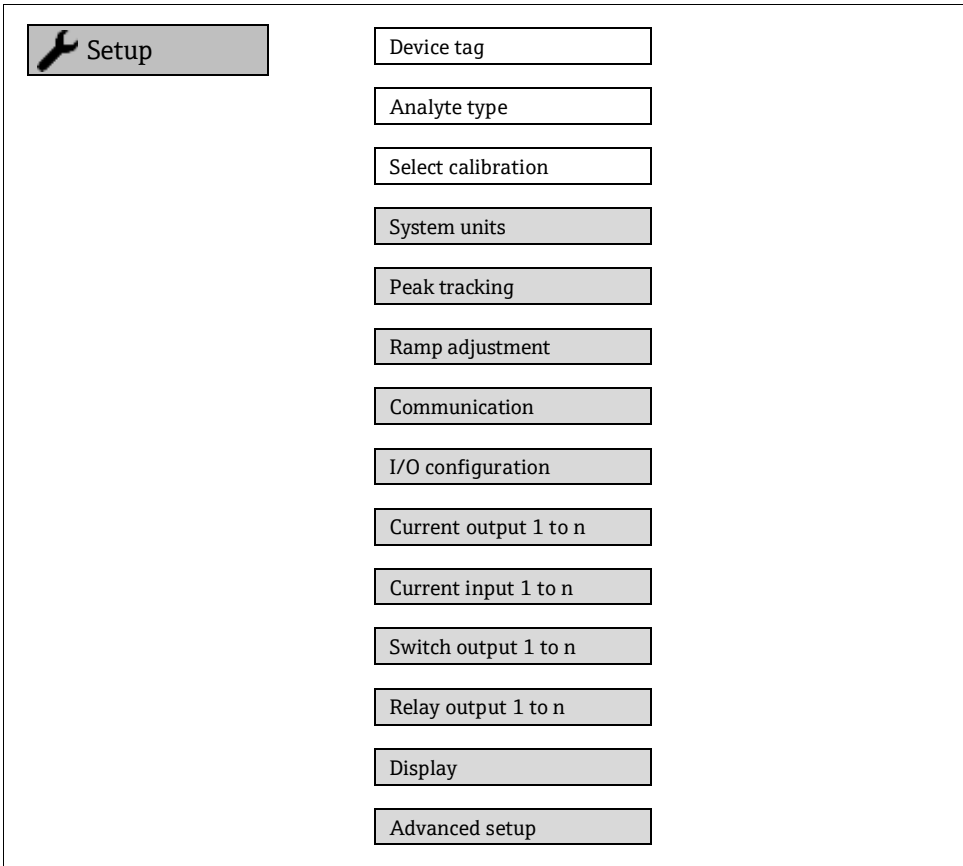 Setup
Device tag
Analyte type
Select calibration
System units
Peak tracking
Ramp adjustment
Communication
I/O configuration
Current output 1 to n
Current input 1 to n
Switch output 1 to n
Relay output 1 to n
Display
Advanced setup